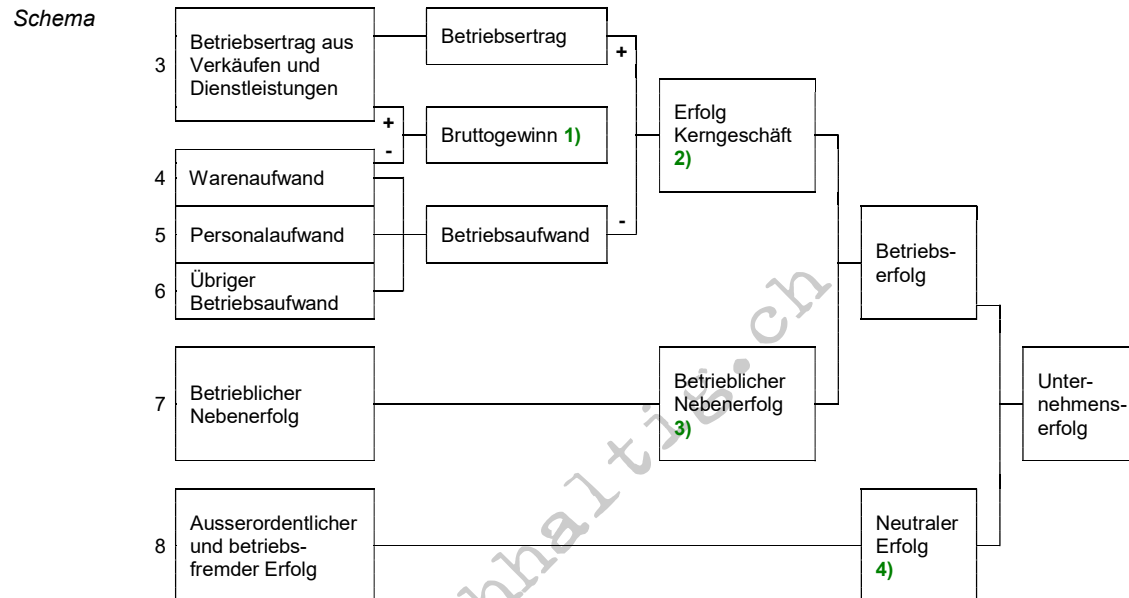 Schema
3
Betriebsertrag aus
Verkäufen und
Dienstleistungen
Betriebsertrag
+
+
-
Bruttogewinn 1)
Erfolg
Kerngeschäft
2)
4
Warenaufwand
5
Personalaufwand
Betriebsaufwand
-
6
Übriger
Betriebsaufwand
Betriebs-
erfolg
7
Betrieblicher
Nebenerfolg
Betrieblicher
Nebenerfolg
3)
Unter-
nehmens-
erfolg
8
Ausserordentlicher
und betriebs-
fremder Erfolg
Neutraler
Erfolg
4)
hhaltig.ch